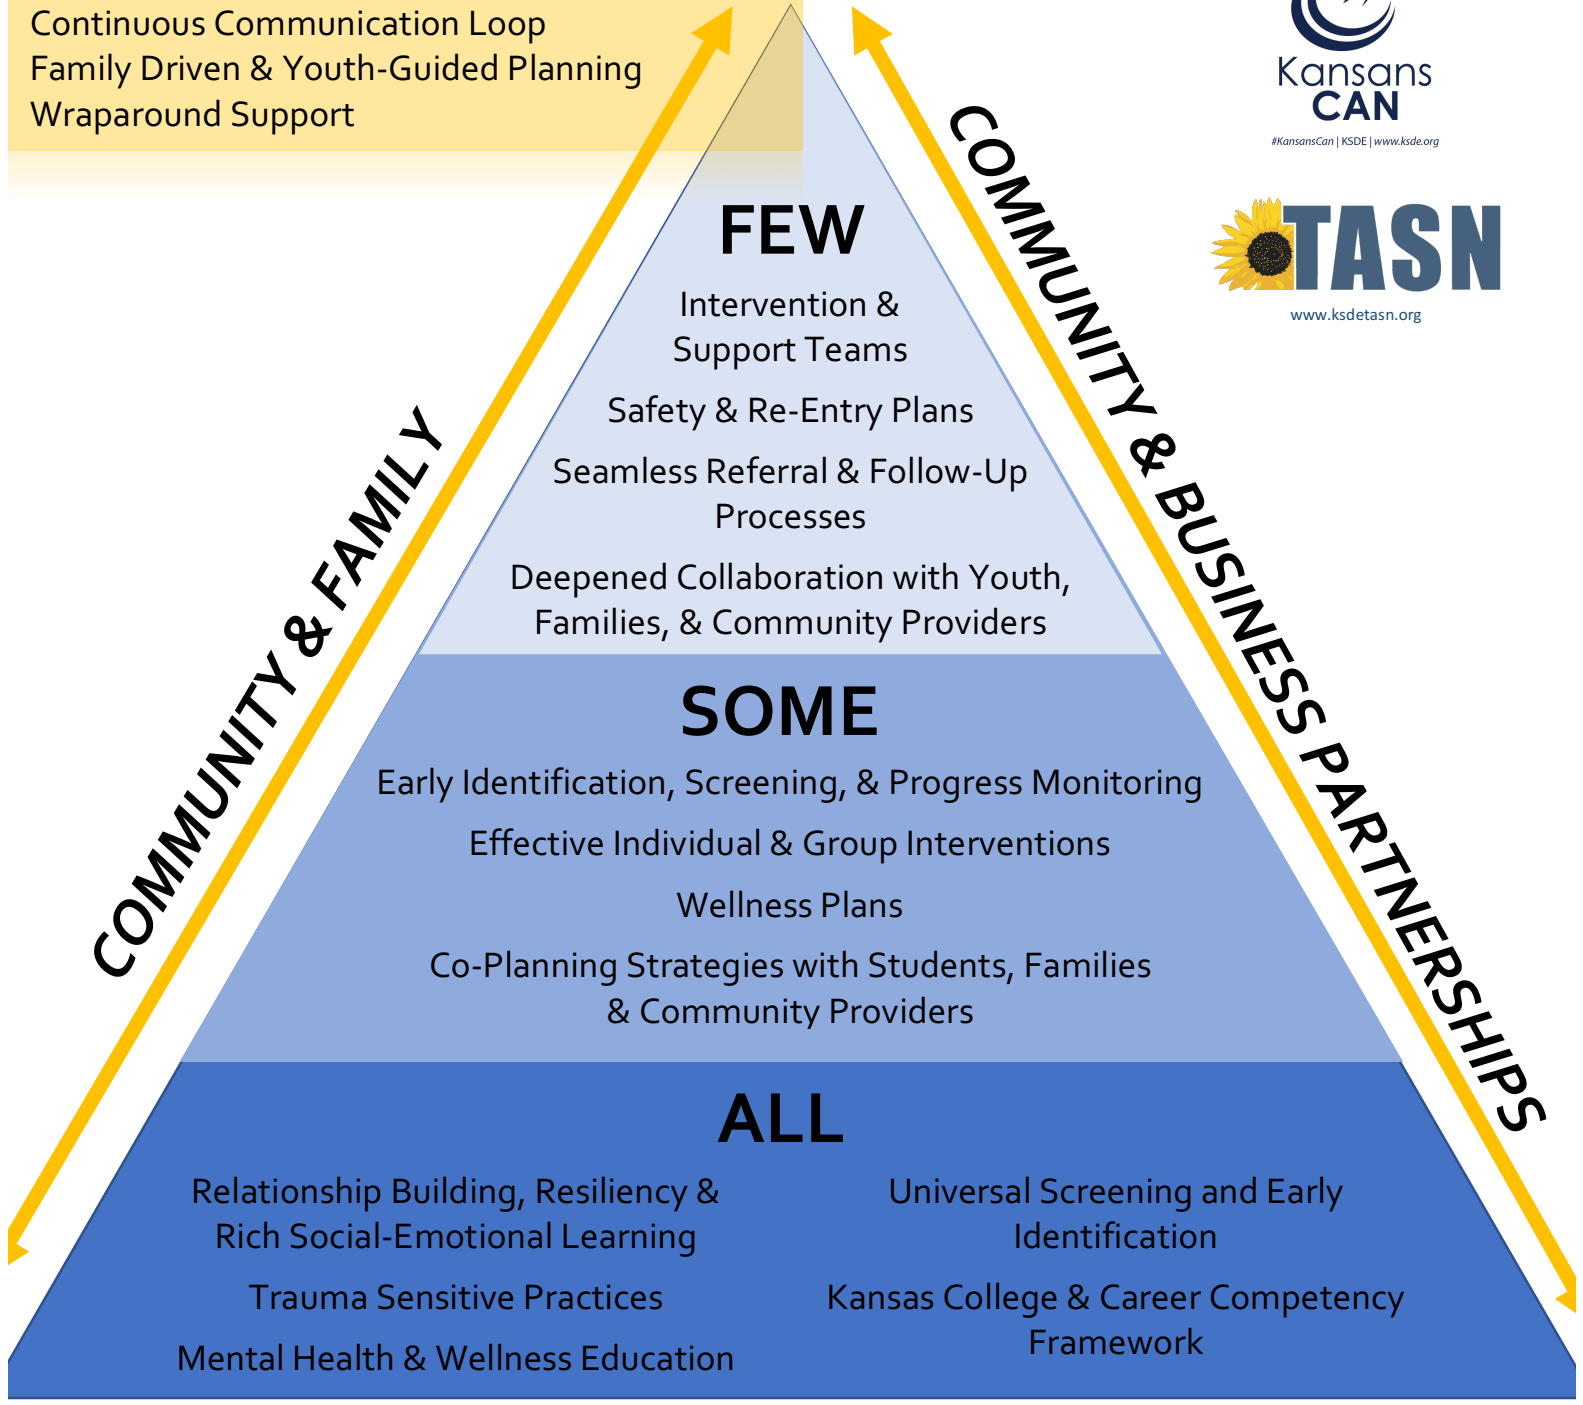 Continuous Communication Loop
Family Driven & Youth-Guided Planning
Wraparound Support
Kansans
CAN
#KansansCan | KSDE | www.ksde.org
TASN
www.ksdetasn.org
COMMUNITY & FAMILY
COMMUNITY & BUSINESS PARTNERSHIPS
FEW
Intervention &
Support Teams
Safety & Re-Entry Plans
Seamless Referral & Follow-Up
Processes
Deepened Collaboration with Youth,
Families, & Community Providers
SOME
Early Identification, Screening, & Progress Monitoring
Effective Individual & Group Interventions
Wellness Plans
Co-Planning Strategies with Students, Families
& Community Providers
ALL
Relationship Building, Resiliency &
Rich Social-Emotional Learning
Trauma Sensitive Practices
Mental Health & Wellness Education
Universal Screening and Early
Identification
Kansas College & Career Competency
Framework